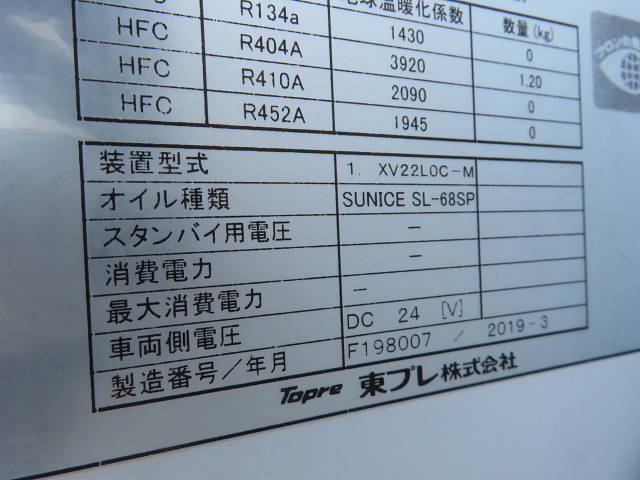 地球温暖化係数 数量(kg)
R134a 1430 0
HFC R404A 3920 1.20
HFC R410A 2090 0
HFC R452A 1945 0
装置型式 1. XV22LOC-M
オイル種類 SUNICE SL-68SP
スタンバイ用電圧 —
消費電力 —
最大消費電力 —
車両側電圧 DC 24 [V]
製造番号/年月 F198007 / 2019-3
Topre 東プレ株式会社